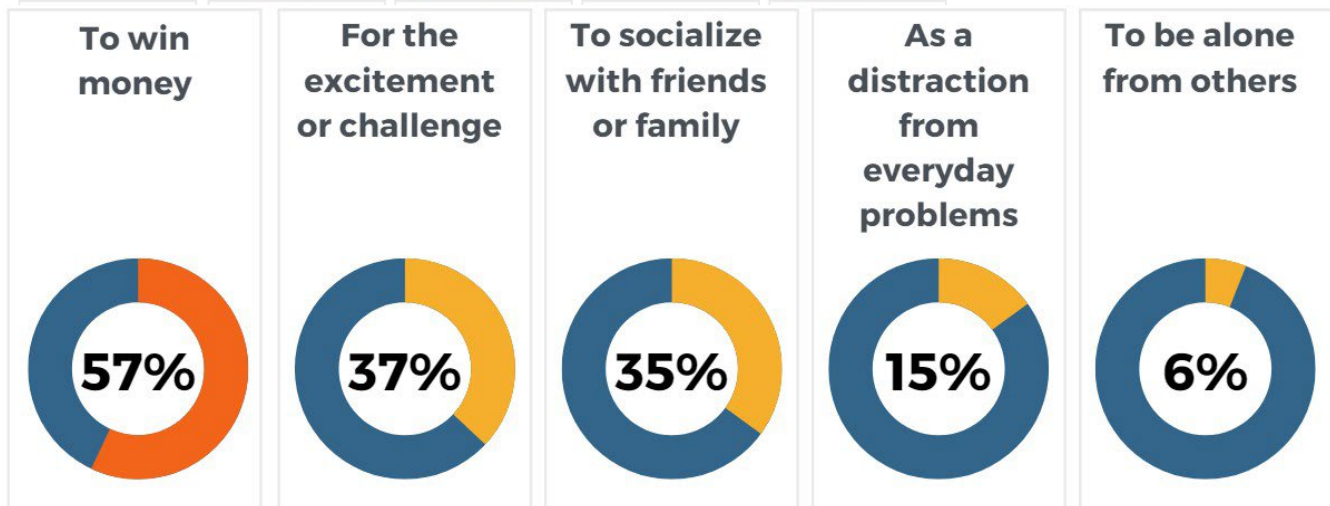 To win
money
57%
For the
excitement
or challenge
37%
To socialize
with friends
or family
35%
As a
distraction
from
everyday
problems
15%
To be alone
from others
6%